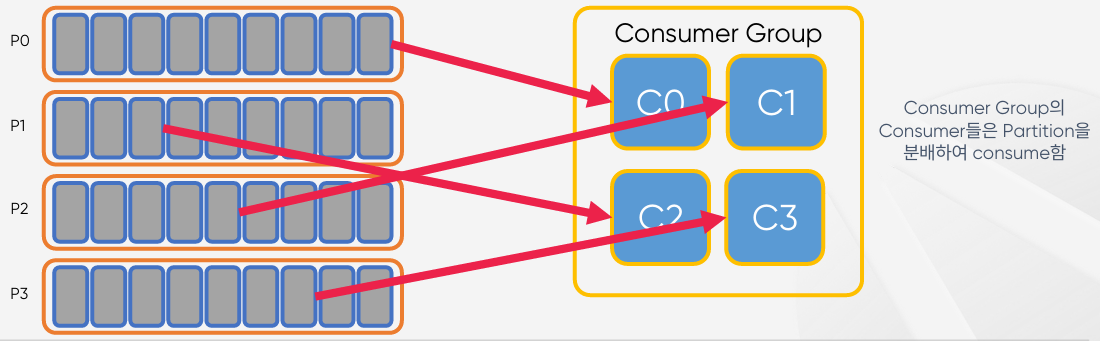 P0
P1
P2
P3
Consumer Group
C0
C1
C2
C3
Consumer Group의
Consumer들은 Partition을
분배하여 consume함